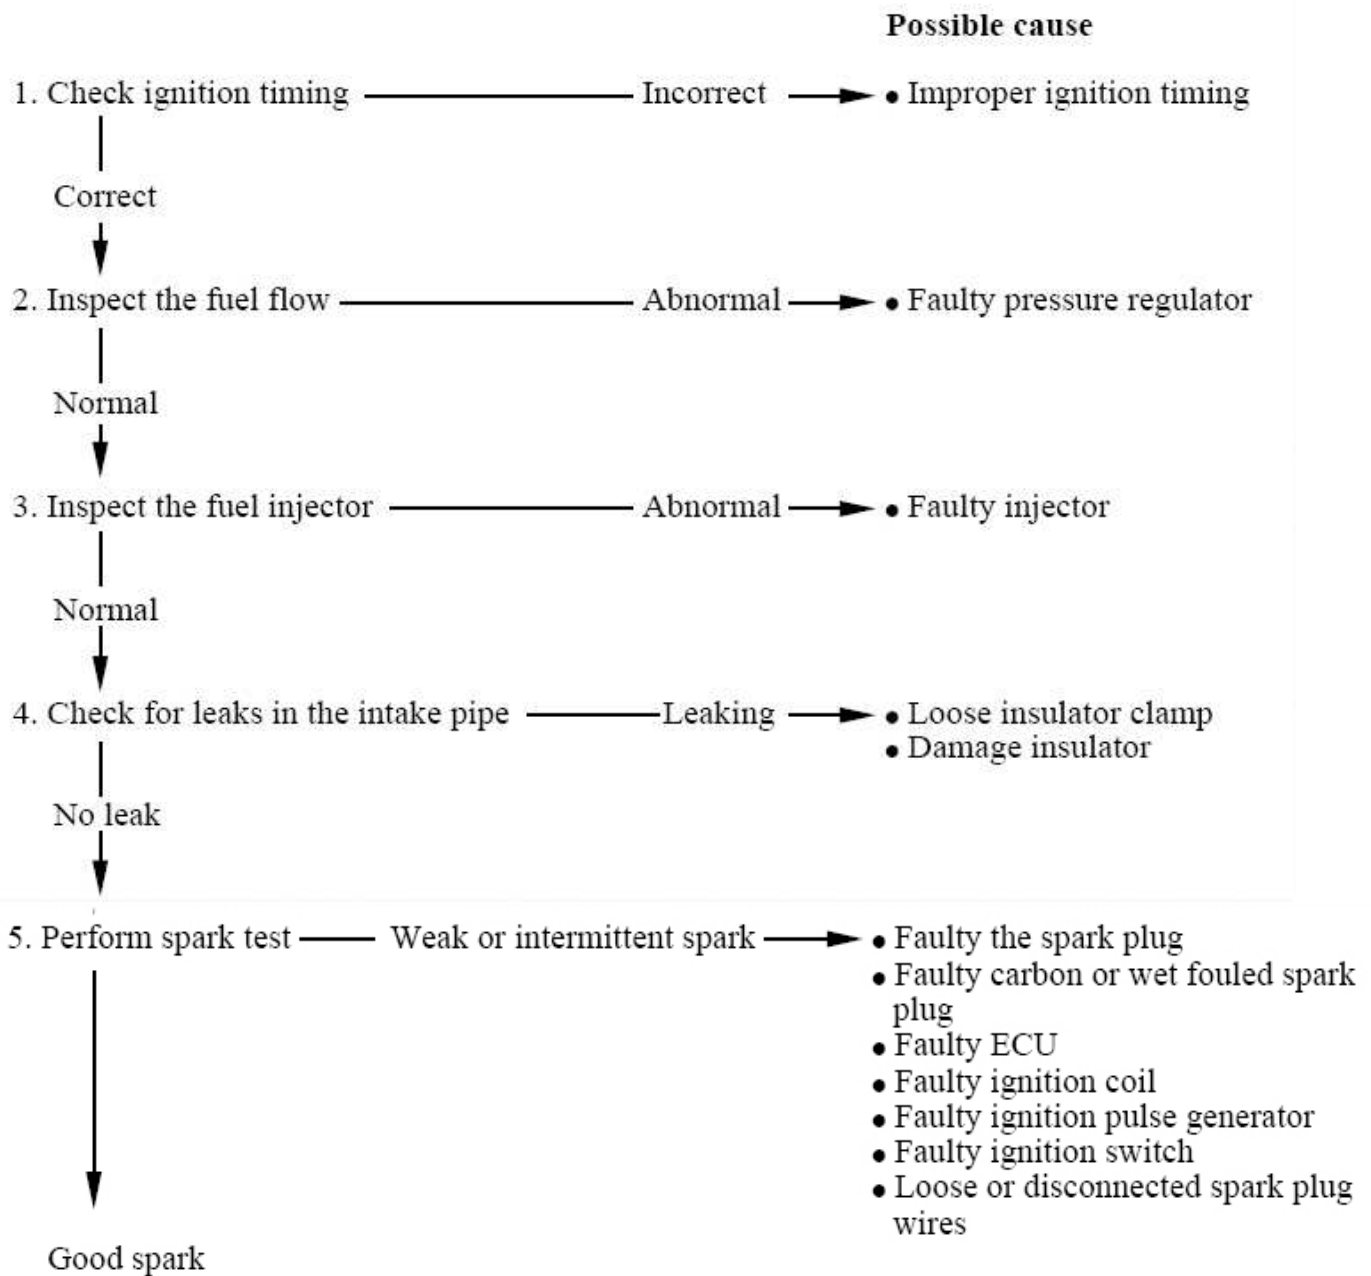 Possible cause
1. Check ignition timing Incorrect • Improper ignition timing
Correct
2. Inspect the fuel flow Abnormal • Faulty pressure regulator
Normal
3. Inspect the fuel injector Abnormal • Faulty injector
Normal
4. Check for leaks in the intake pipe Leaking • Loose insulator clamp
• Damage insulator
No leak
5. Perform spark test Weak or intermittent spark • Faulty the spark plug
• Faulty carbon or wet fouled spark
plug
• Faulty ECU
• Faulty ignition coil
• Faulty ignition pulse generator
• Faulty ignition switch
• Loose or disconnected spark plug
wires
Good spark